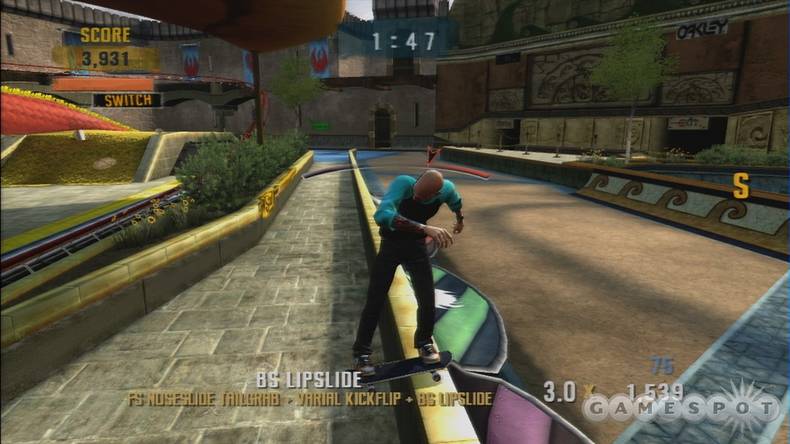 SCORE
3,931
1:47
OAKLEY
SWITCH
S
BS LIPSLIDE
75
3.0 X 1,539
FS NOSESLIDE TAILGRAB + VARIAL KICKFLIP + BS LIPSLIDE
GAMESPOT